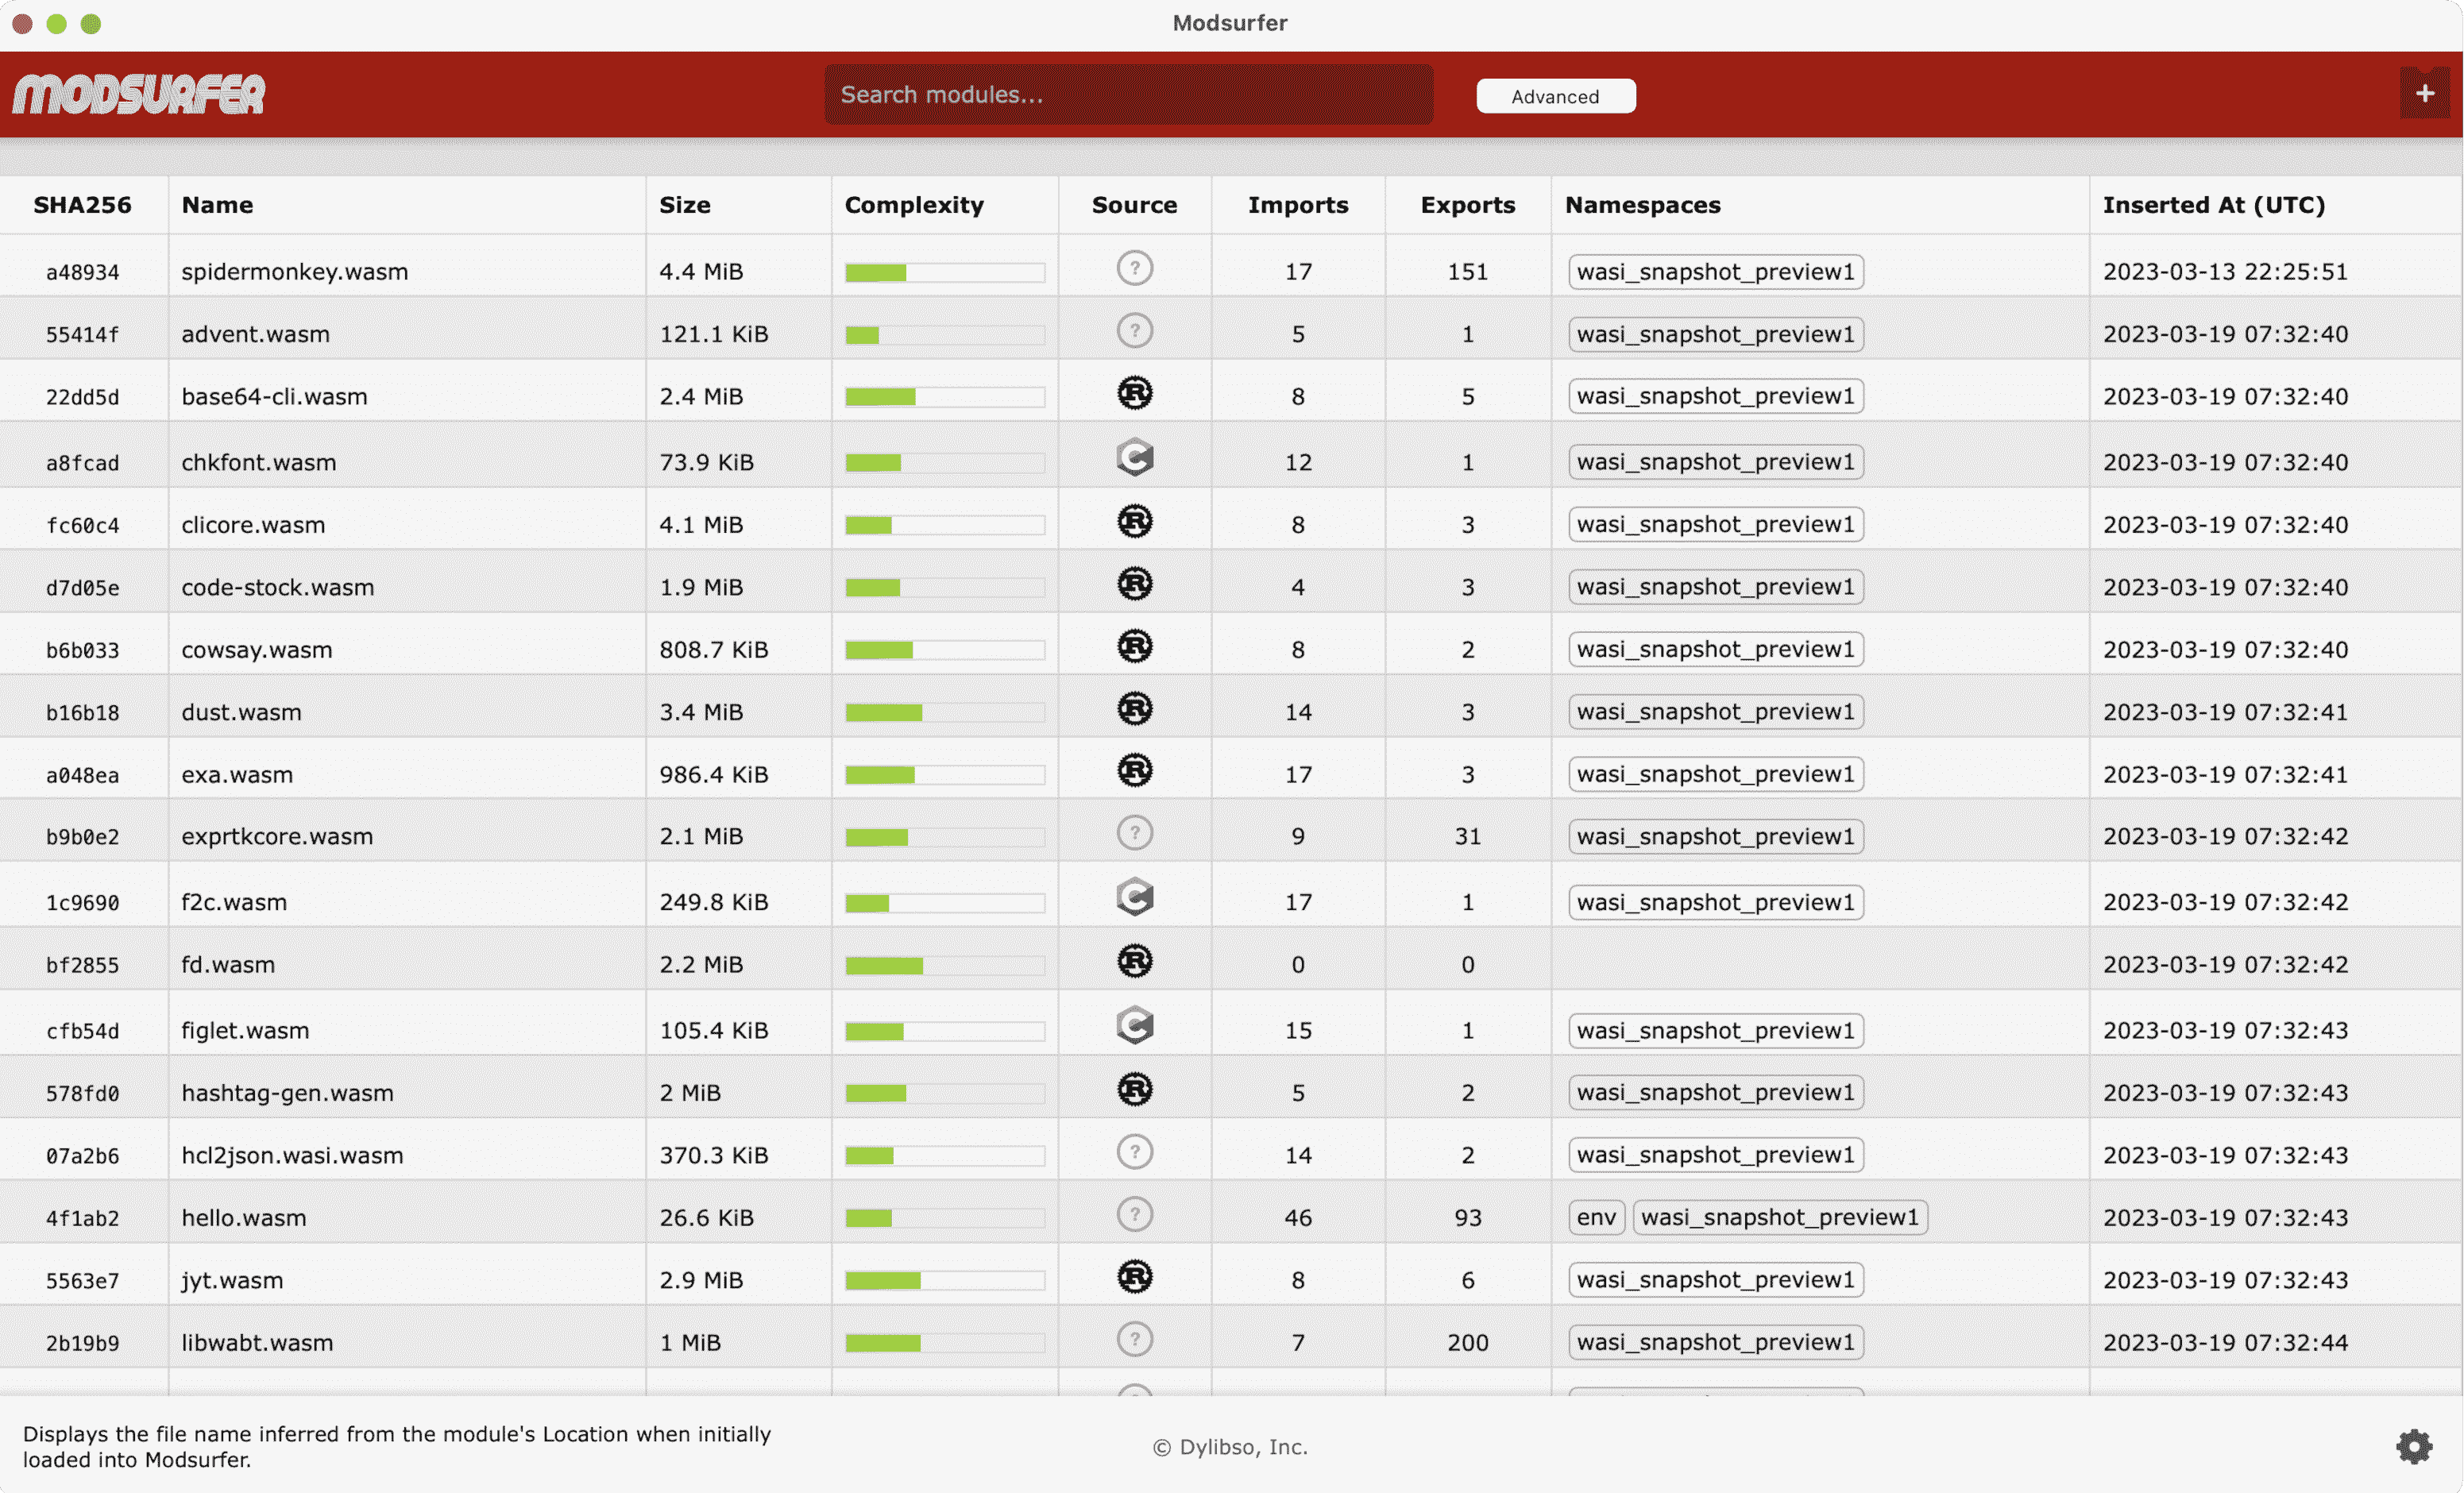 Modsurfer
MODSURFER Search modules... Advanced +
SHA256 Name Size Complexity Source Imports Exports Namespaces Inserted At (UTC)
a48934 spidermonkey.wasm 4.4 MiB ? 17 151 wasi_snapshot_preview1 2023-03-13 22:25:51
55414f advent.wasm 121.1 KiB ? 5 1 wasi_snapshot_preview1 2023-03-19 07:32:40
22dd5d base64-cli.wasm 2.4 MiB R 8 5 wasi_snapshot_preview1 2023-03-19 07:32:40
a8fcad chkfont.wasm 73.9 KiB C 12 1 wasi_snapshot_preview1 2023-03-19 07:32:40
fc60c4 clicore.wasm 4.1 MiB R 8 3 wasi_snapshot_preview1 2023-03-19 07:32:40
d7d05e code-stock.wasm 1.9 MiB R 4 3 wasi_snapshot_preview1 2023-03-19 07:32:40
b6b033 cowsay.wasm 808.7 KiB R 8 2 wasi_snapshot_preview1 2023-03-19 07:32:40
b16b18 dust.wasm 3.4 MiB R 14 3 wasi_snapshot_preview1 2023-03-19 07:32:41
a048ea exa.wasm 986.4 KiB R 17 3 wasi_snapshot_preview1 2023-03-19 07:32:41
b9b0e2 exprtkcore.wasm 2.1 MiB ? 9 31 wasi_snapshot_preview1 2023-03-19 07:32:42
1c9690 f2c.wasm 249.8 KiB C 17 1 wasi_snapshot_preview1 2023-03-19 07:32:42
bf2855 fd.wasm 2.2 MiB R 0 0 2023-03-19 07:32:42
cfb54d figlet.wasm 105.4 KiB C 15 1 wasi_snapshot_preview1 2023-03-19 07:32:43
578fd0 hashtag-gen.wasm 2 MiB R 5 2 wasi_snapshot_preview1 2023-03-19 07:32:43
07a2b6 hcl2json.wasi.wasm 370.3 KiB ? 14 2 wasi_snapshot_preview1 2023-03-19 07:32:43
4f1ab2 hello.wasm 26.6 KiB ? 46 93 env wasi_snapshot_preview1 2023-03-19 07:32:43
5563e7 jyt.wasm 2.9 MiB R 8 6 wasi_snapshot_preview1 2023-03-19 07:32:43
2b19b9 libwabt.wasm 1 MiB ? 7 200 wasi_snapshot_preview1 2023-03-19 07:32:44
Displays the file name inferred from the module's Location when initially
loaded into Modsurfer.
© Dylibso, Inc.